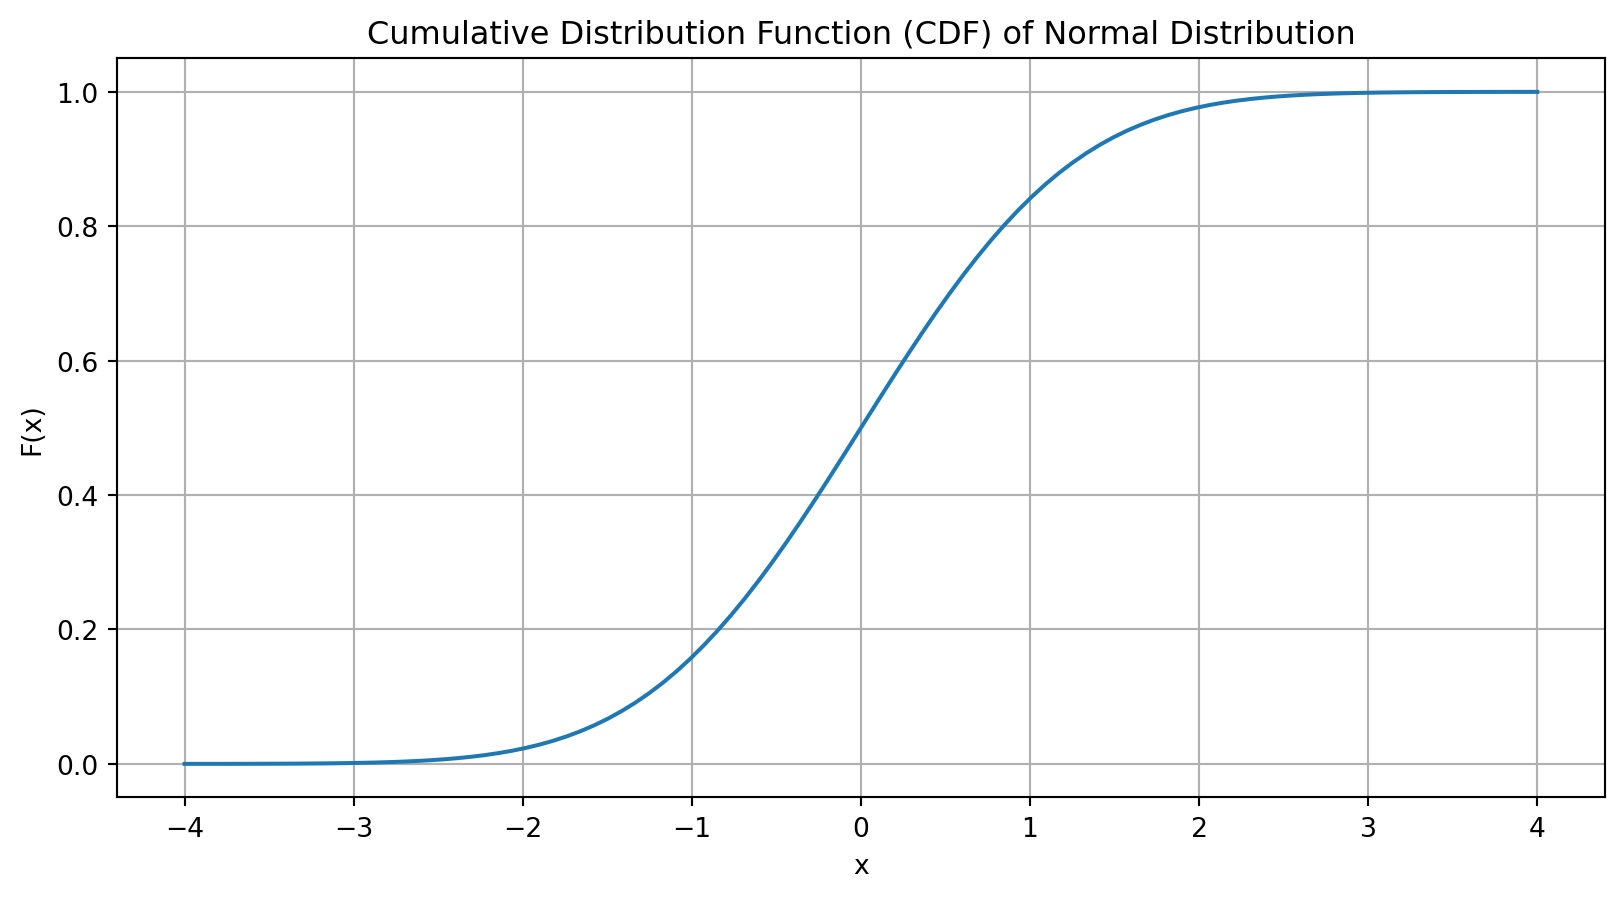 Cumulative Distribution Function (CDF) of Normal Distribution
1.0
0.8
0.6
0.4
0.2
0.0
F(x)
−4 −3 −2 −1 0 1 2 3 4
x